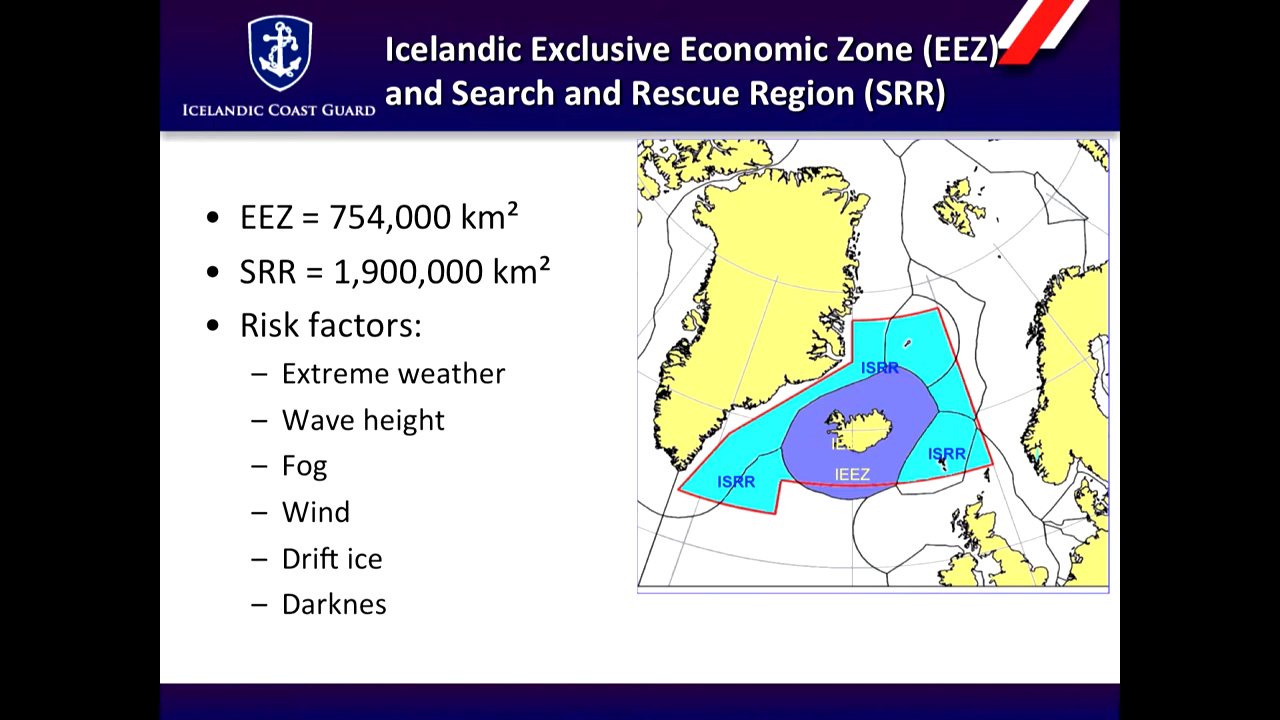 ICELANDIC COAST GUARD
Icelandic Exclusive Economic Zone (EEZ)
and Search and Rescue Region (SRR)
• EEZ = 754,000 km²
• SRR = 1,900,000 km²
• Risk factors:
– Extreme weather
– Wave height
– Fog
– Wind
– Drift ice
– Darknes
ISRR
ISRR
IEEZ
ISRR